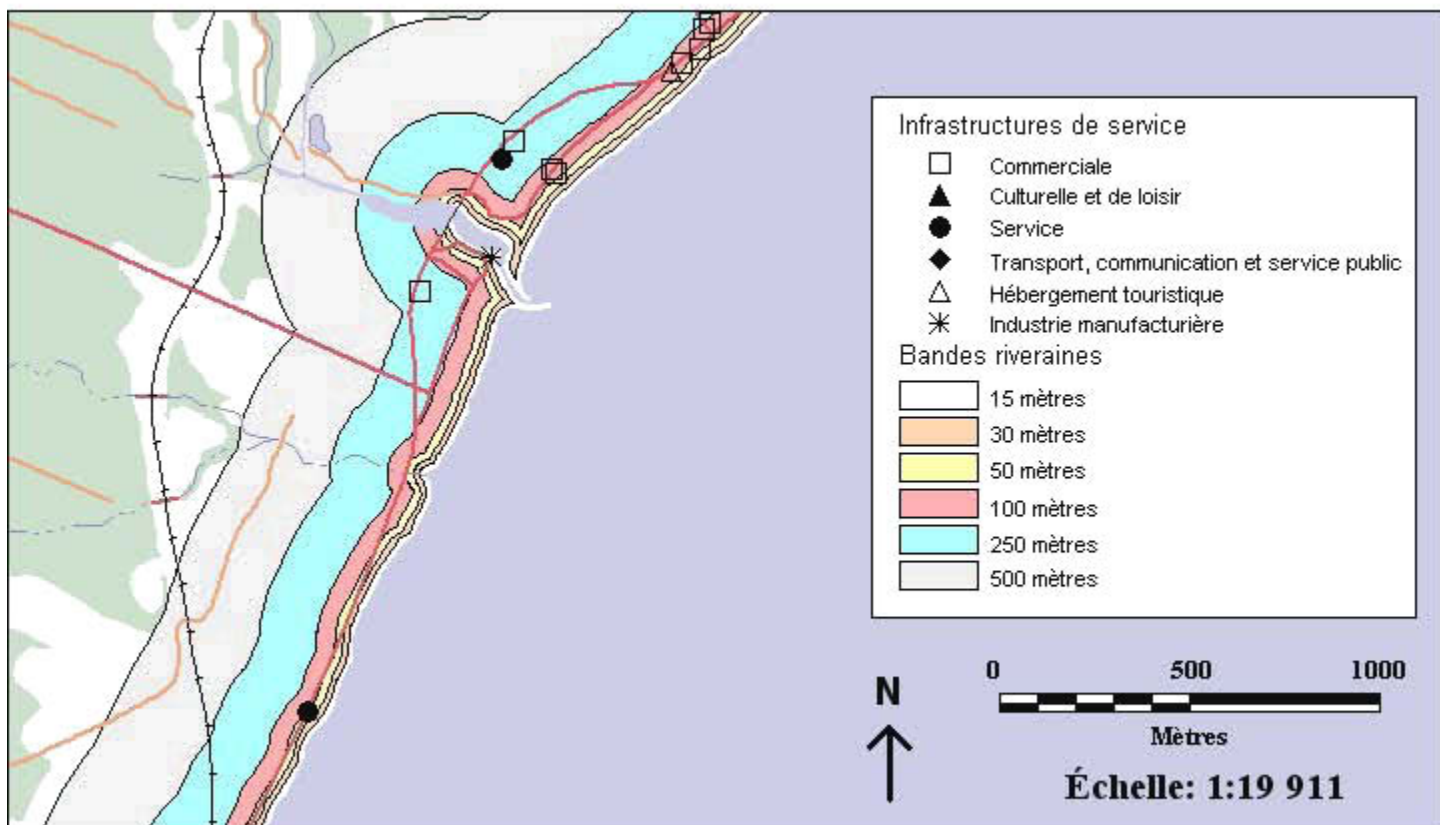 Infrastructures de service
Commerciale
Culturelle et de loisir
Service
Transport, communication et service public
Hébergement touristique
Industrie manufacturière
Bandes riveraines
15 mètres
30 mètres
50 mètres
100 mètres
250 mètres
500 mètres
0 500 1000
N
Mètres
Échelle: 1:19 911